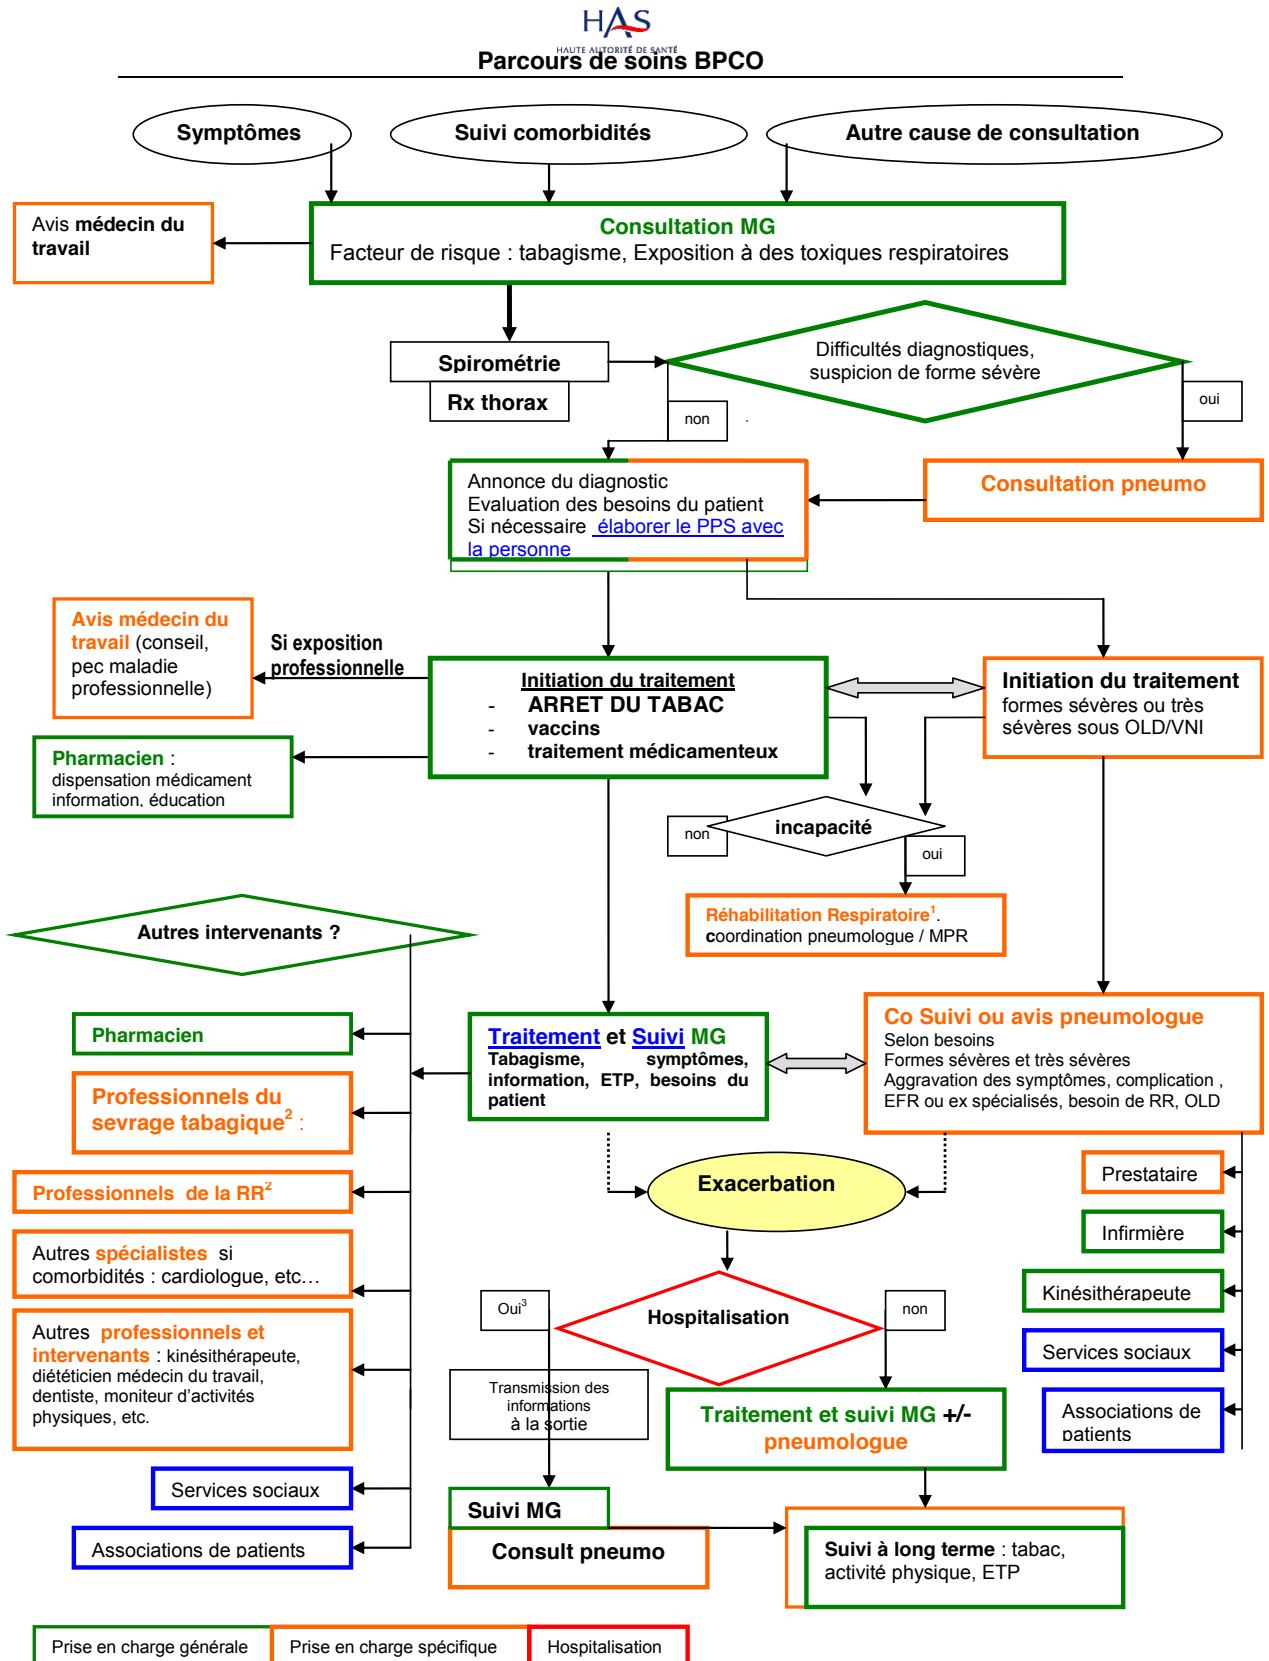 HAS
HAUTE AUTORITÉ DE SANTÉ
Parcours de soins BPCO
Symptômes
Suivi comorbidités
Autre cause de consultation
Avis médecin du
travail
Consultation MG
Facteur de risque : tabagisme, Exposition à des toxiques respiratoires
Spirométrie
Rx thorax
Difficultés diagnostiques,
suspicion de forme sévère
non
.
oui
Annonce du diagnostic
Evaluation des besoins du patient
Si nécessaire élaborer le PPS avec
la personne
Consultation pneumo
Avis médecin du
travail (conseil,
pec maladie
professionnelle)
Si exposition
professionnelle
Initiation du traitement
- ARRET DU TABAC
- vaccins
- traitement médicamenteux
Initiation du traitement
formes sévères ou très
sévères sous OLD/VNI
Pharmacien :
dispensation médicament
information, éducation
non
incapacité
oui
Réhabilitation Respiratoire1.
coordination pneumologue / MPR
Autres intervenants ?
Pharmacien
Professionnels du
sevrage tabagique2 :
Professionnels de la RR2
Autres spécialistes si
comorbidités : cardiologue, etc…
Autres professionnels et
intervenants : kinésithérapeute,
diététicien médecin du travail,
dentiste, moniteur d'activités
physiques, etc.
Services sociaux
Associations de patients
Traitement et Suivi MG
Tabagisme, symptômes,
information, ETP, besoins du
patient
Co Suivi ou avis pneumologue
Selon besoins
Formes sévères et très sévères
Aggravation des symptômes, complication ,
EFR ou ex spécialisés, besoin de RR, OLD
Exacerbation
Prestataire
Infirmière
Kinésithérapeute
Services sociaux
Associations de
patients
Oui3
Hospitalisation
non
Transmission des
informations
à la sortie
Traitement et suivi MG +/-
pneumologue
Suivi MG
Consult pneumo
Suivi à long terme : tabac,
activité physique, ETP
Prise en charge générale
Prise en charge spécifique
Hospitalisation